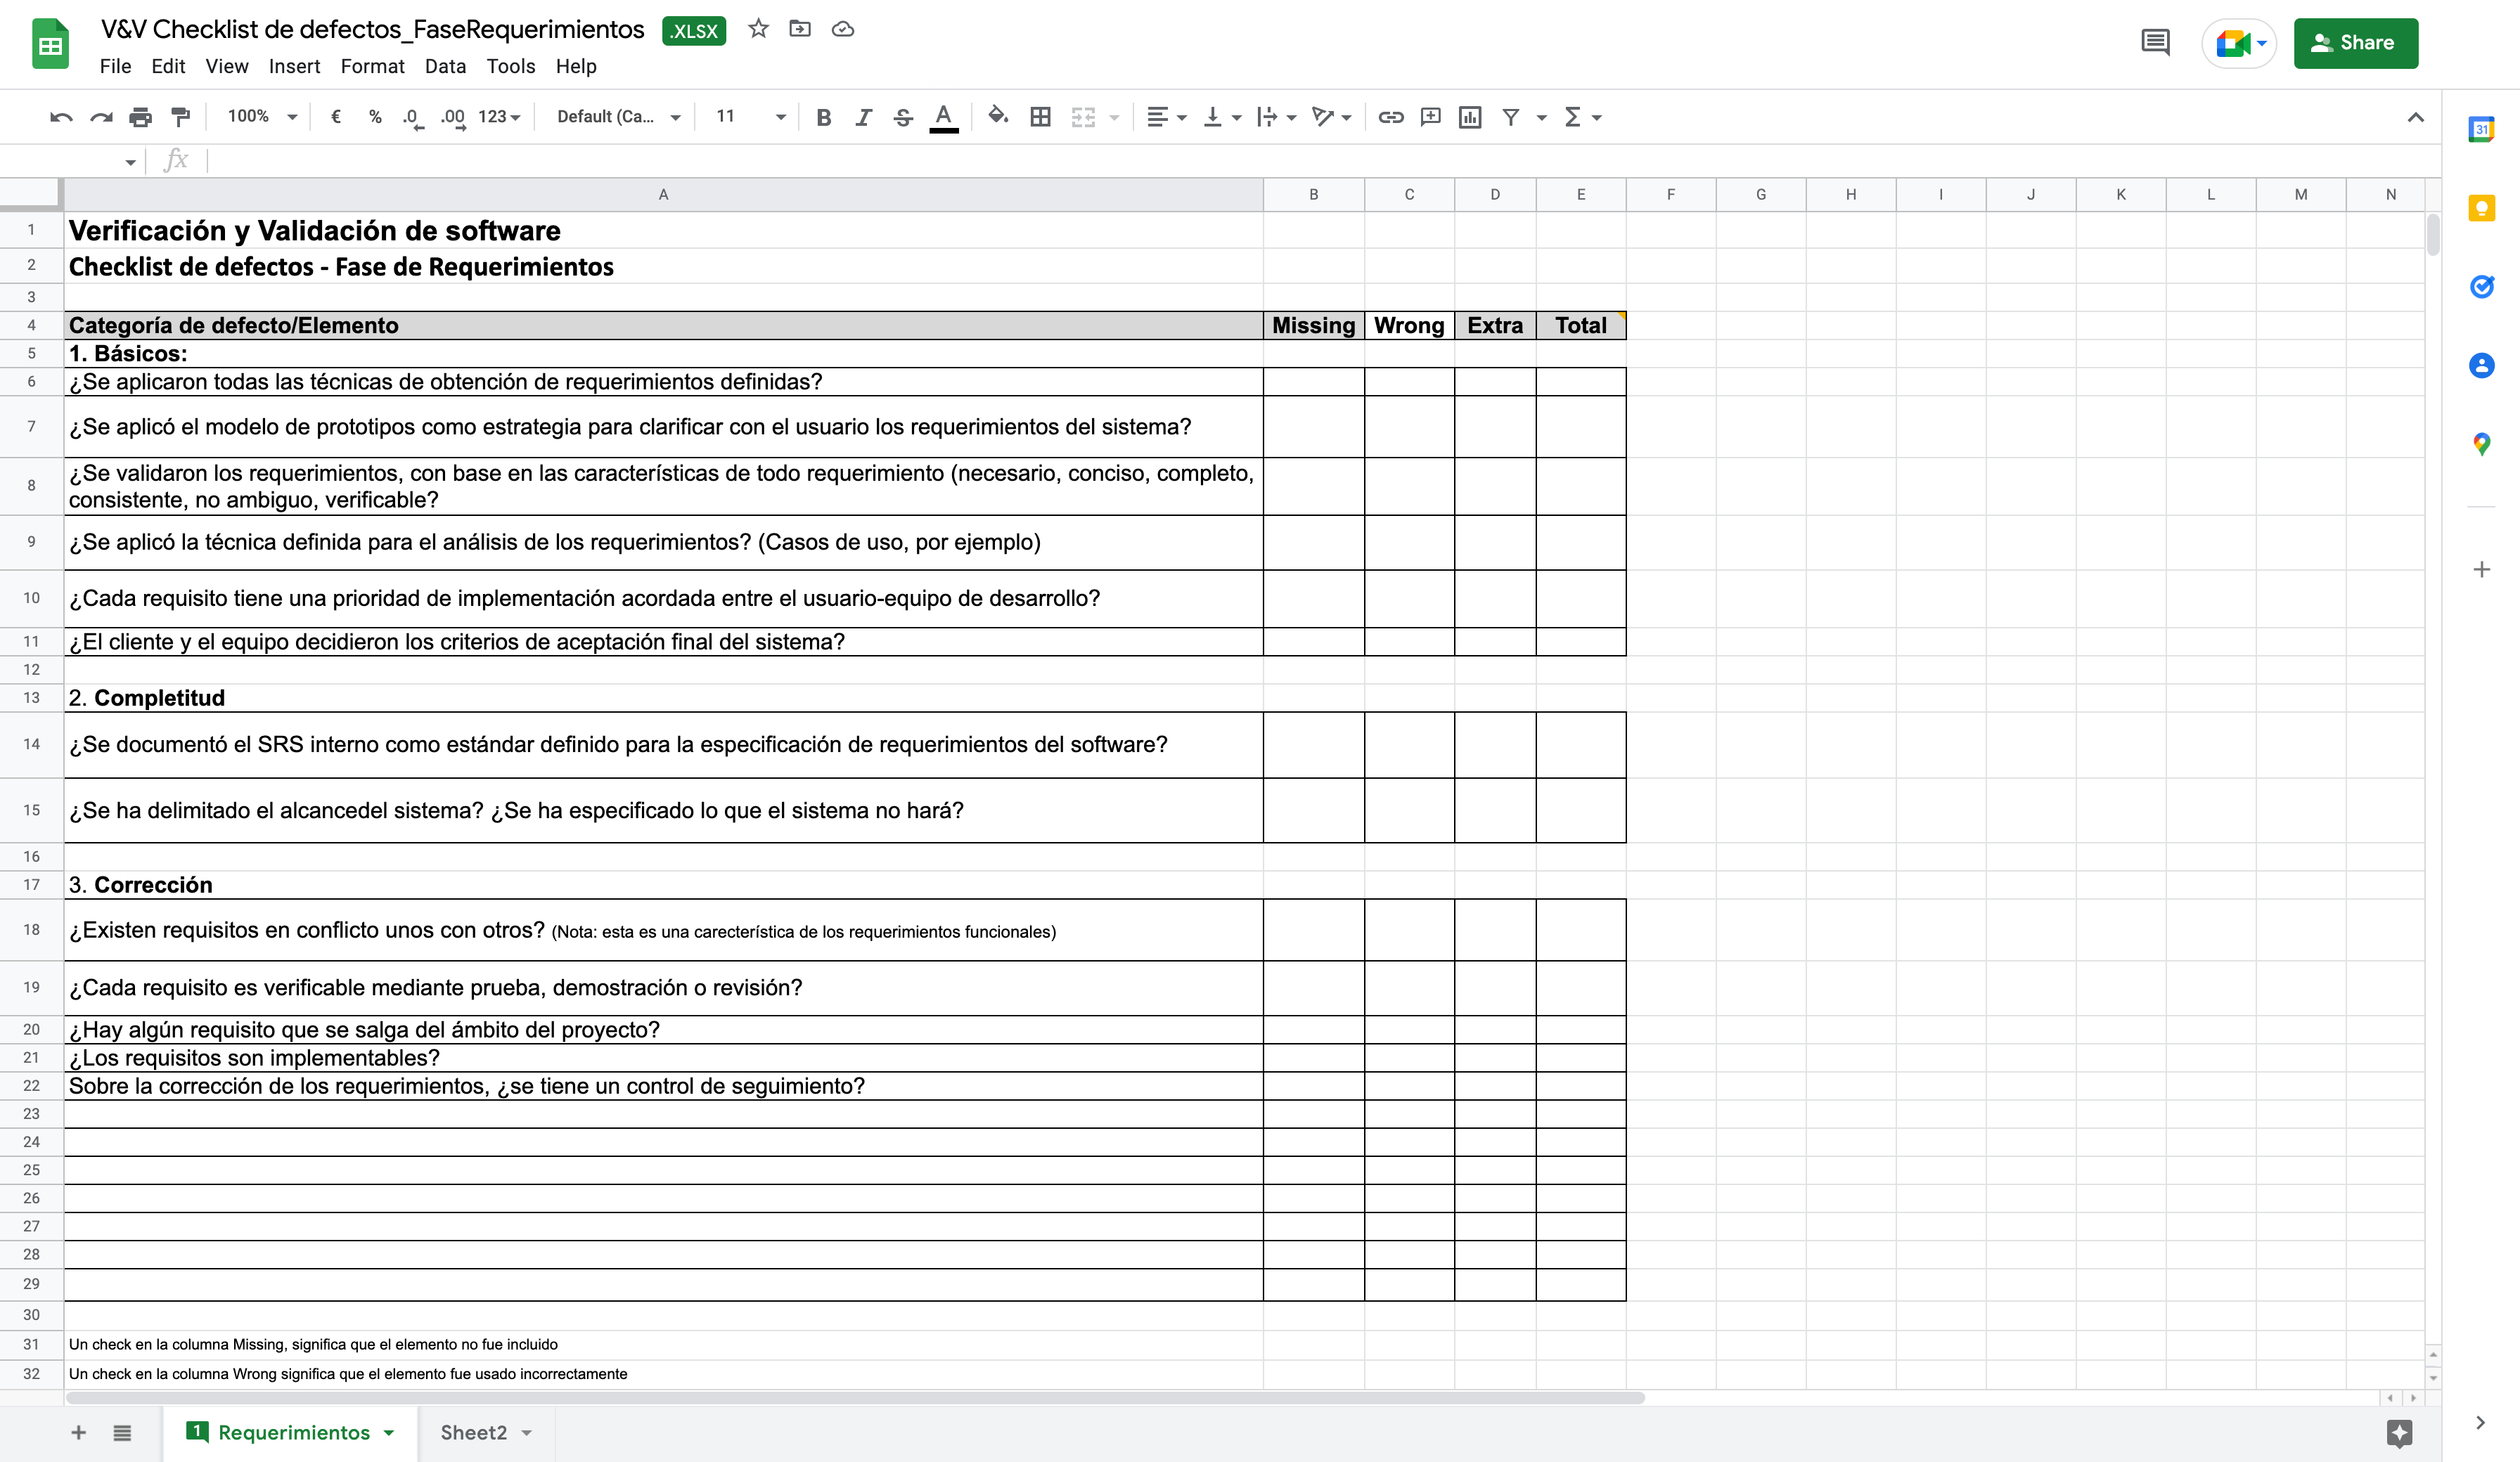 V&V Checklist de defectos_FaseRequerimientos .XLSX
File Edit View Insert Format Data Tools Help
Share
100% € % .0 .00 123 Default (Ca... 11 B I S A
31
fx
A B C D E F G H I J K L M N
1 Verificación y Validación de software
2 Checklist de defectos - Fase de Requerimientos
3
4 Categoría de defecto/Elemento Missing Wrong Extra Total
5 1. Básicos:
6 ¿Se aplicaron todas las técnicas de obtención de requerimientos definidas?
7 ¿Se aplicó el modelo de prototipos como estrategia para clarificar con el usuario los requerimientos del sistema?
8 ¿Se validaron los requerimientos, con base en las características de todo requerimiento (necesario, conciso, completo,
consistente, no ambiguo, verificable?
9 ¿Se aplicó la técnica definida para el análisis de los requerimientos? (Casos de uso, por ejemplo)
10 ¿Cada requisito tiene una prioridad de implementación acordada entre el usuario-equipo de desarrollo?
11 ¿El cliente y el equipo decidieron los criterios de aceptación final del sistema?
12
13 2. Completitud
14 ¿Se documentó el SRS interno como estándar definido para la especificación de requerimientos del software?
15 ¿Se ha delimitado el alcancedel sistema? ¿Se ha especificado lo que el sistema no hará?
16
17 3. Corrección
18 ¿Existen requisitos en conflicto unos con otros? (Nota: esta es una carecterística de los requerimientos funcionales)
19 ¿Cada requisito es verificable mediante prueba, demostración o revisión?
20 ¿Hay algún requisito que se salga del ámbito del proyecto?
21 ¿Los requisitos son implementables?
22 Sobre la corrección de los requerimientos, ¿se tiene un control de seguimiento?
23
24
25
26
27
28
29
30
31 Un check en la columna Missing, significa que el elemento no fue incluido
32 Un check en la columna Wrong significa que el elemento fue usado incorrectamente
1 Requerimientos Sheet2